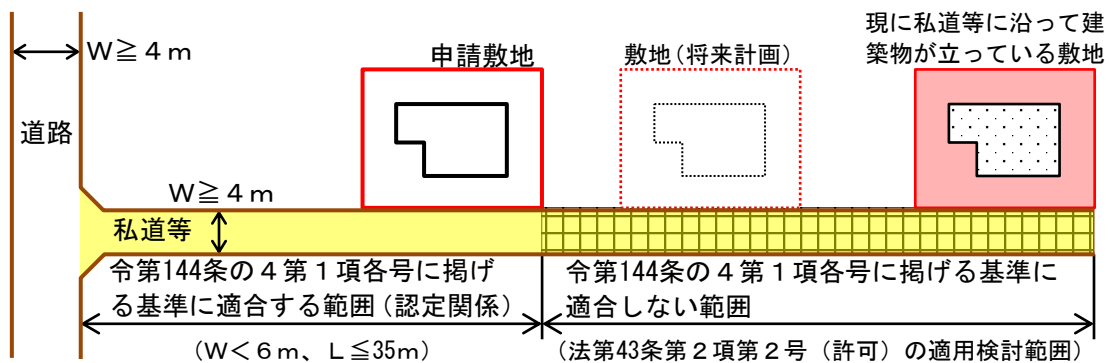 現に私道等に沿って建
築物が立っている敷地
W≧４ｍ
申請敷地
敷地（将来計画）
道路
W≧４ｍ
私道等
令第144条の４第１項各号に掲げ
る基準に適合する範囲（認定関係）
（W＜６ｍ、Ｌ≦35ｍ）
令第144条の４第１項各号に掲げる基準に
適合しない範囲
（法第43条第２項第２号（許可）の適用検討範囲）